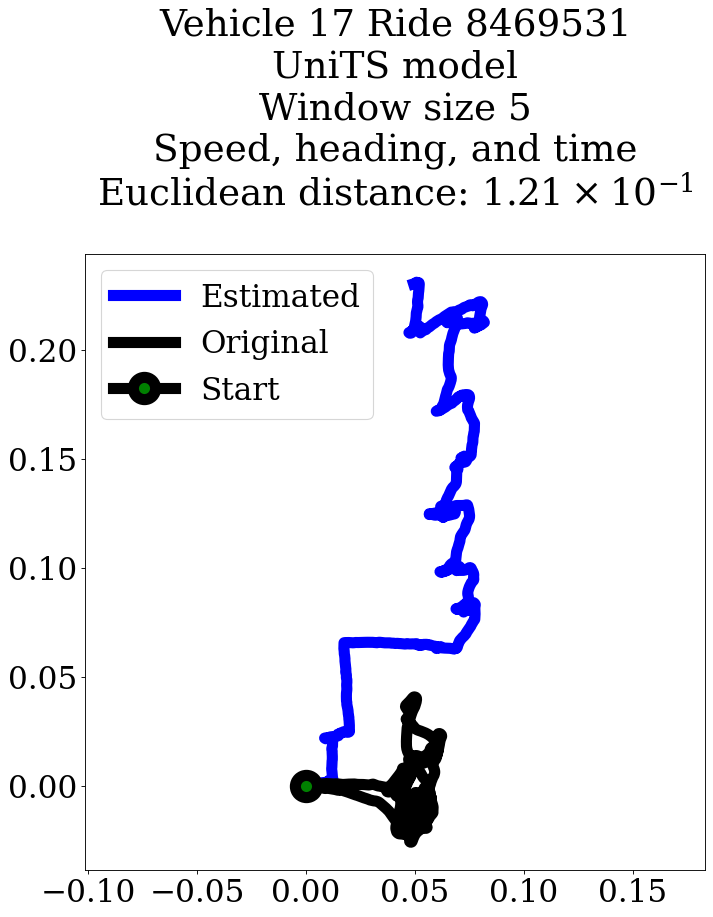 Vehicle 17 Ride 8469531
UniTS model
Window size 5
Speed, heading, and time
Euclidean distance: 1.21 × 10⁻¹
Estimated
Original
Start
0.20
0.15
0.10
0.05
0.00
−0.10 −0.05 0.00 0.05 0.10 0.15